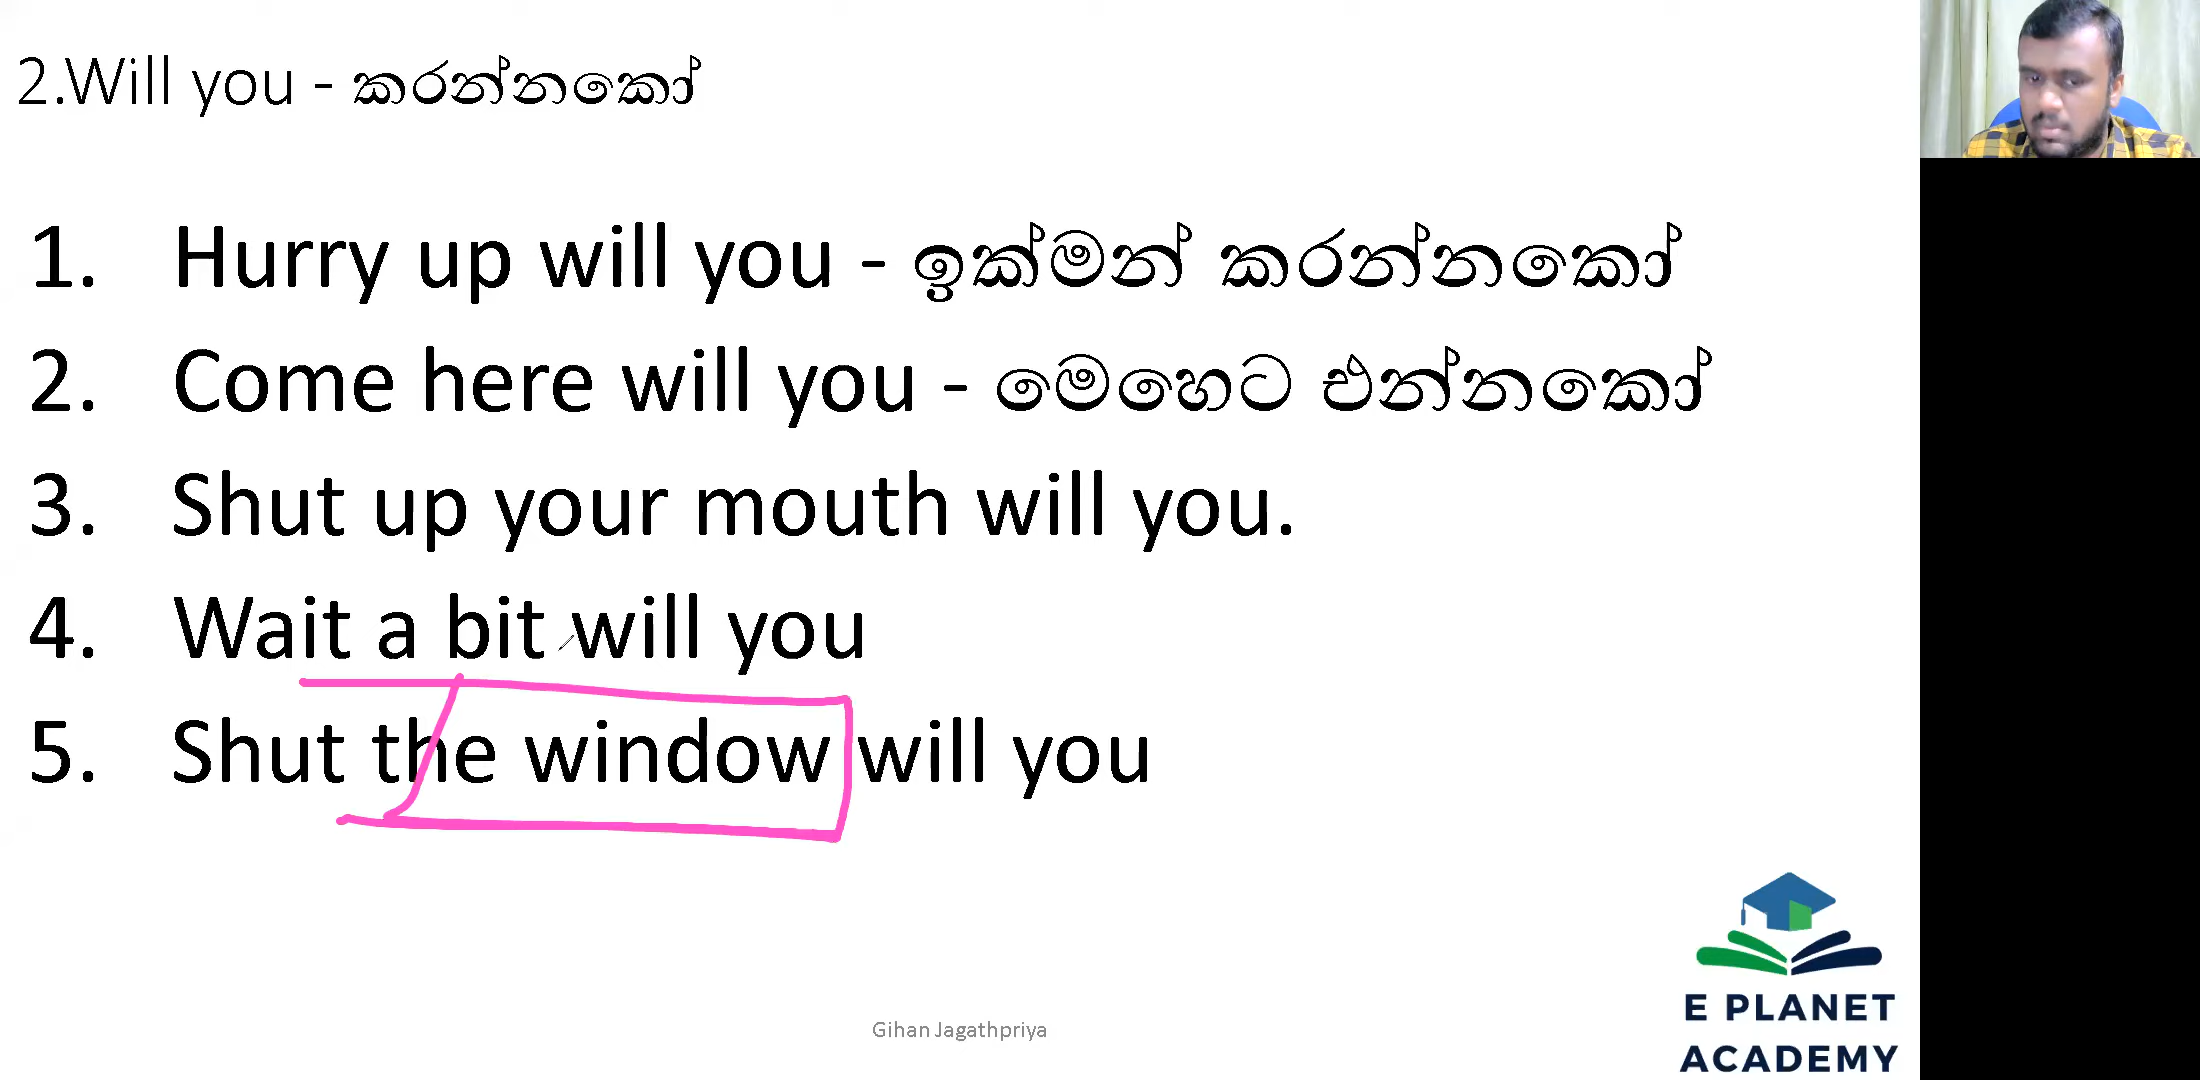 2.Will you - කරන්නකෝ
1. Hurry up will you - ඉක්මන් කරන්නකෝ
2. Come here will you - මෙහෙට එන්නකෝ
3. Shut up your mouth will you.
4. Wait a bit will you
5. Shut the window will you
Gihan Jagathpriya
E PLANET
ACADEMY